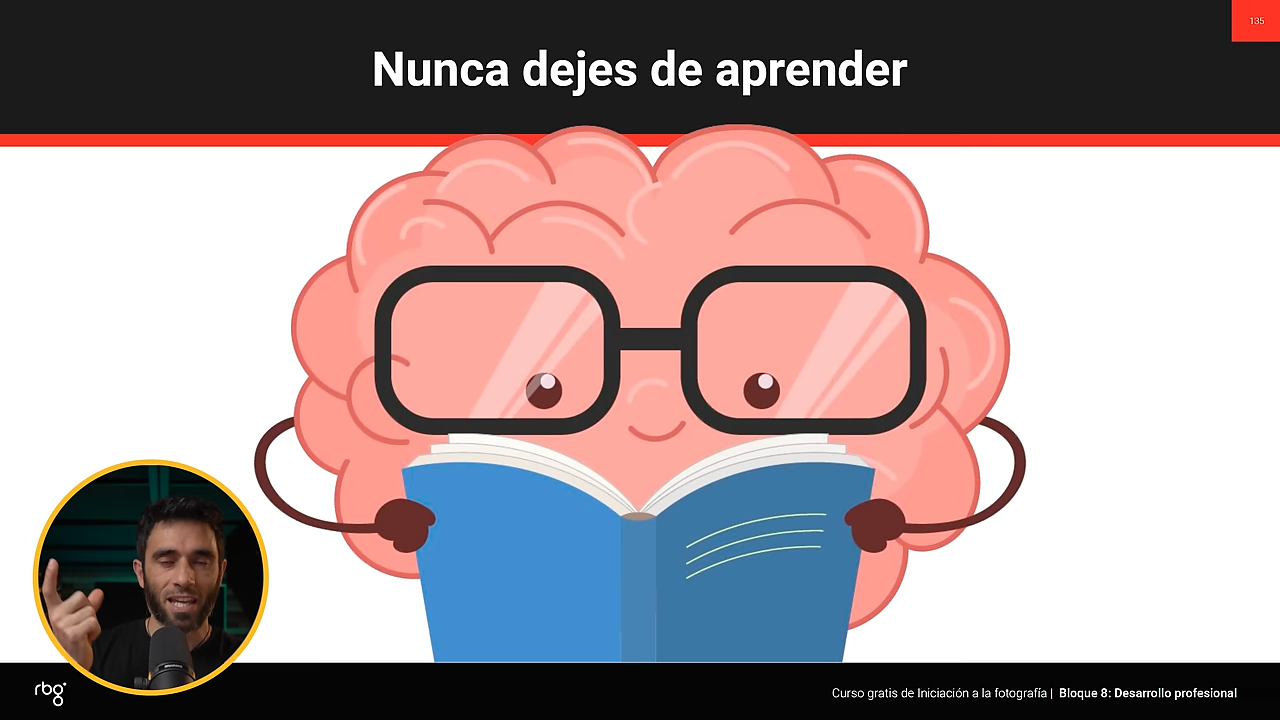 135
Nunca dejes de aprender
rbg
Curso gratis de Iniciación a la fotografía | Bloque 8: Desarrollo profesional